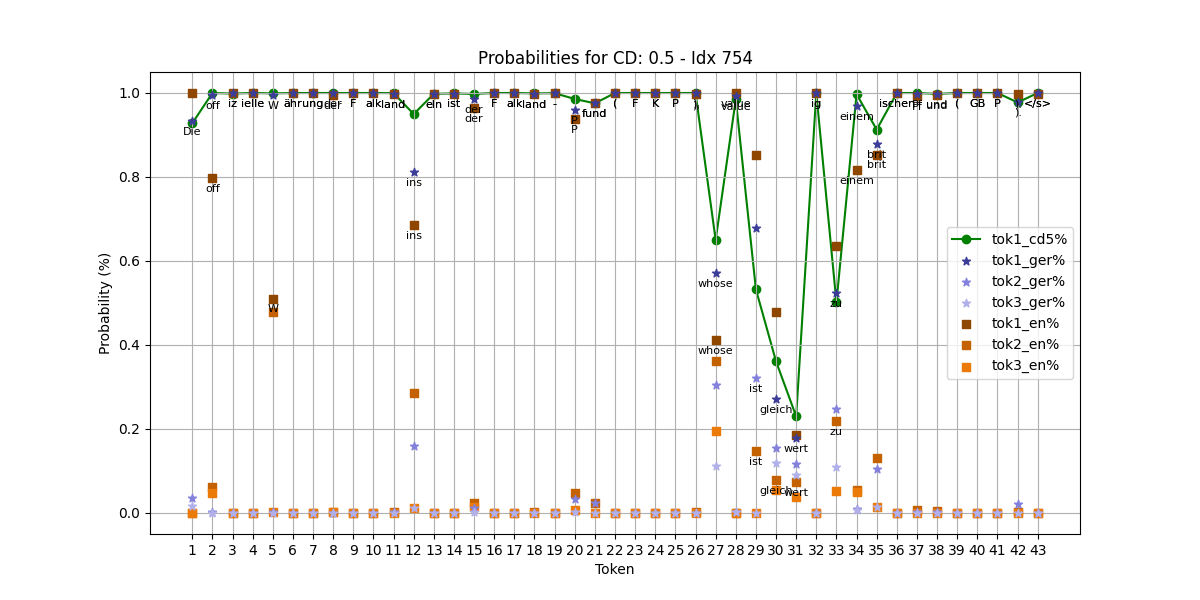 Probabilities for CD: 0.5 - Idx 754
Probability (%)
1.0
0.8
0.6
0.4
0.2
0.0
Die
off
off
iz
ielle
W
W
ährung
der
F
alk
land
ins
ins
ein
ist
der
der
F
alk
land
-
P
P
fund
(
F
K
P
),
whose
whose
value
value
ist
ist
gleich
gleich
wert
wert
ig
zu
zu
einem
einem
brit
brit
ischen
Pf
und
(
GB
P
).
</s>
tok1_cd5%
tok1_ger%
tok2_ger%
tok3_ger%
tok1_en%
tok2_en%
tok3_en%
1 2 3 4 5 6 7 8 9 10 11 12 13 14 15 16 17 18 19 20 21 22 23 24 25 26 27 28 29 30 31 32 33 34 35 36 37 38 39 40 41 42 43
Token